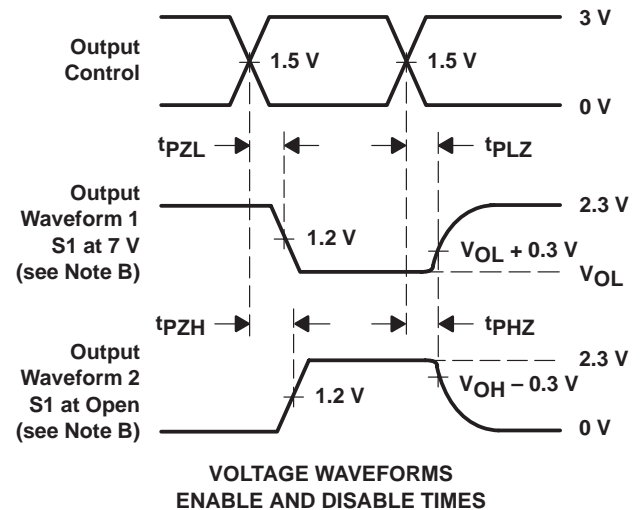 3 V
Output
Control
1.5 V
1.5 V
0 V
tPZL
tPLZ
Output
Waveform 1
S1 at 7 V
(see Note B)
2.3 V
1.2 V
VOL + 0.3 V
VOL
tPZH
tPHZ
Output
Waveform 2
S1 at Open
(see Note B)
2.3 V
1.2 V
VOH – 0.3 V
0 V
VOLTAGE WAVEFORMS
ENABLE AND DISABLE TIMES